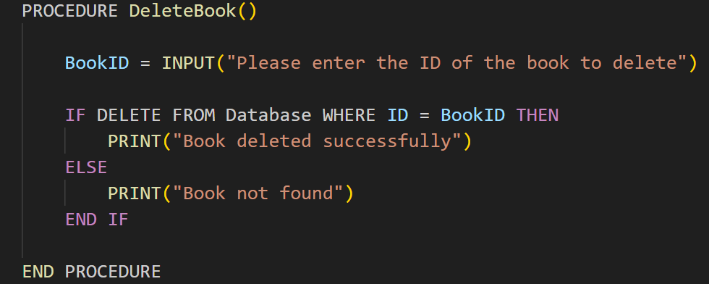 PROCEDURE DeleteBook()
BookID = INPUT("Please enter the ID of the book to delete")
IF DELETE FROM Database WHERE ID = BookID THEN
PRINT("Book deleted successfully")
ELSE
PRINT("Book not found")
END IF
END PROCEDURE